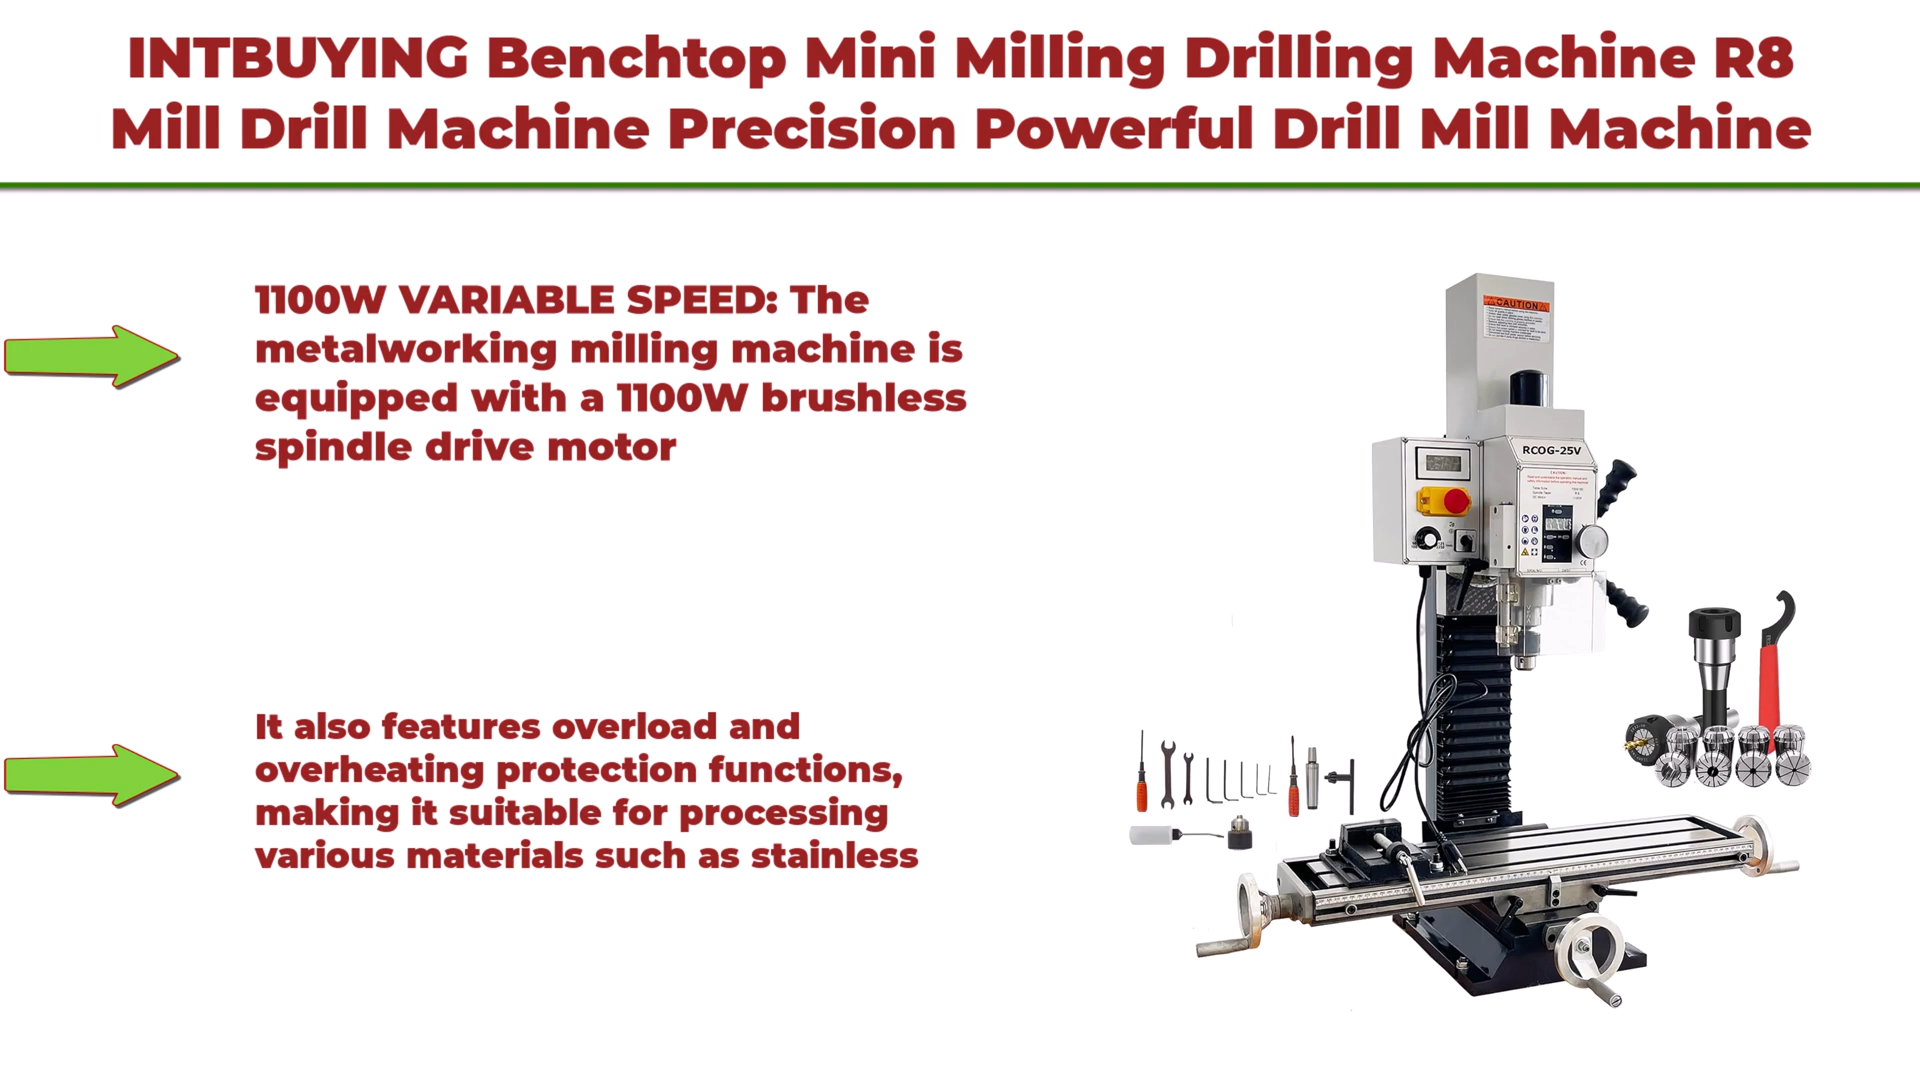 INTBUYING Benchtop Mini Milling Drilling Machine R8
Mill Drill Machine Precision Powerful Drill Mill Machine
1100W VARIABLE SPEED: The
metalworking milling machine is
equipped with a 1100W brushless
spindle drive motor
It also features overload and
overheating protection functions,
making it suitable for processing
various materials such as stainless
CAUTION
RCOG-25V